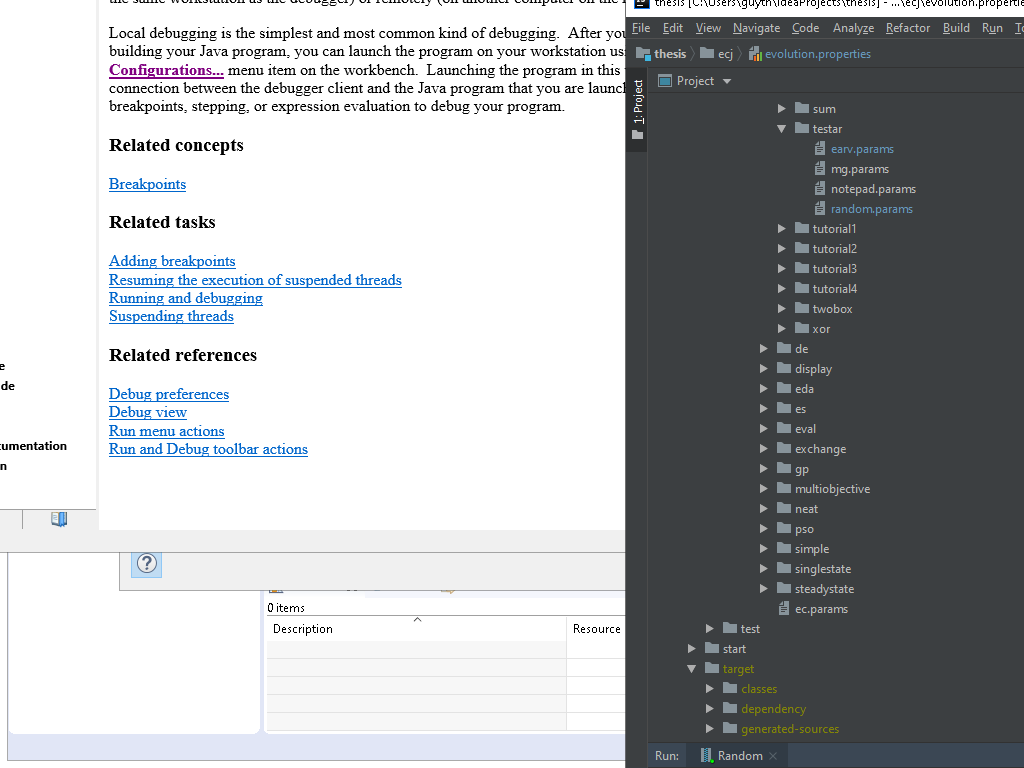 the same workstation as the debugger) or remotely (on another computer on the
Local debugging is the simplest and most common kind of debugging. After you
building your Java program, you can launch the program on your workstation
Configurations... menu item on the workbench. Launching the program in this
connection between the debugger client and the Java program that you are
breakpoints, stepping, or expression evaluation to debug your program.
Related concepts
Breakpoints
Related tasks
Adding breakpoints
Resuming the execution of suspended threads
Running and debugging
Suspending threads
Related references
Debug preferences
Debug view
Run menu actions
Run and Debug toolbar actions
e
de
umentation
n
0 items
Description
Resource
thesis [C:\Users\guyth\IdeaProjects\thesis] - ...\ecj\evolution.properties
File Edit View Navigate Code Analyze Refactor Build Run
thesis ecj evolution.properties
1: Project
Project
sum
testar
earv.params
mg.params
notepad.params
random.params
tutorial1
tutorial2
tutorial3
tutorial4
twobox
xor
de
display
eda
es
eval
exchange
gp
multiobjective
neat
pso
simple
singlestate
steadystate
ec.params
test
start
target
classes
dependency
generated-sources
Run: Random